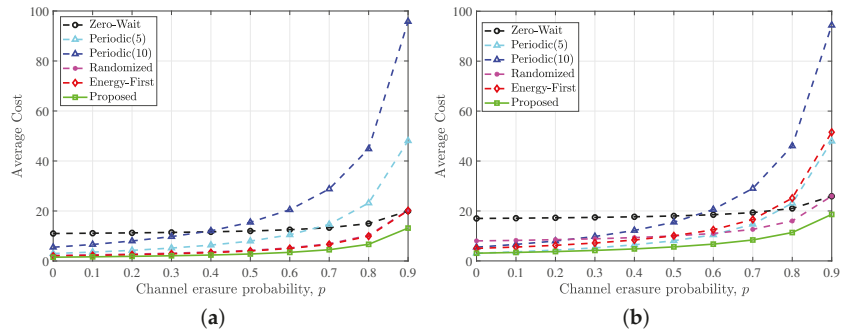 100
80
60
40
20
0
Average Cost
Zero-Wait
Periodic(5)
Periodic(10)
Randomized
Energy-First
Proposed
0 0.1 0.2 0.3 0.4 0.5 0.6 0.7 0.8 0.9
Channel erasure probability, p
(a)
100
80
60
40
20
0
Average Cost
Zero-Wait
Periodic(5)
Periodic(10)
Randomized
Energy-First
Proposed
0 0.1 0.2 0.3 0.4 0.5 0.6 0.7 0.8 0.9
Channel erasure probability, p
(b)